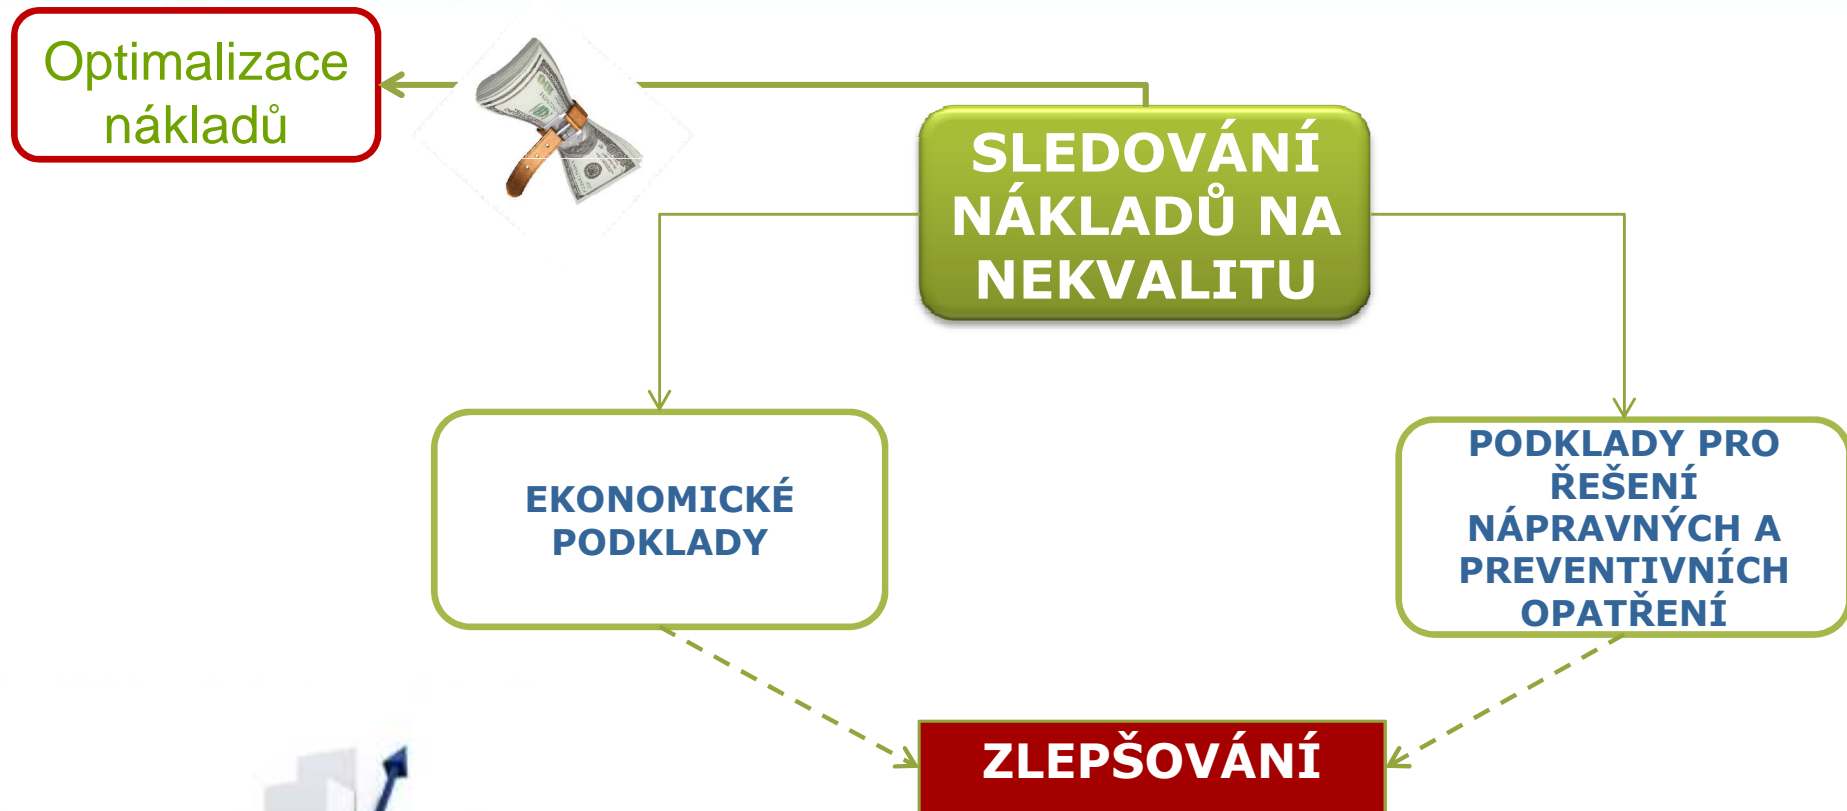 Optimalizace
nákladů
SLEDOVÁNÍ
NÁKLADŮ NA
NEKVALITU
EKONOMICKÉ
PODKLADY
PODKLADY PRO
ŘEŠENÍ
NÁPRAVNÝCH A
PREVENTIVNÍCH
OPATŘENÍ
ZLEPŠOVÁNÍ